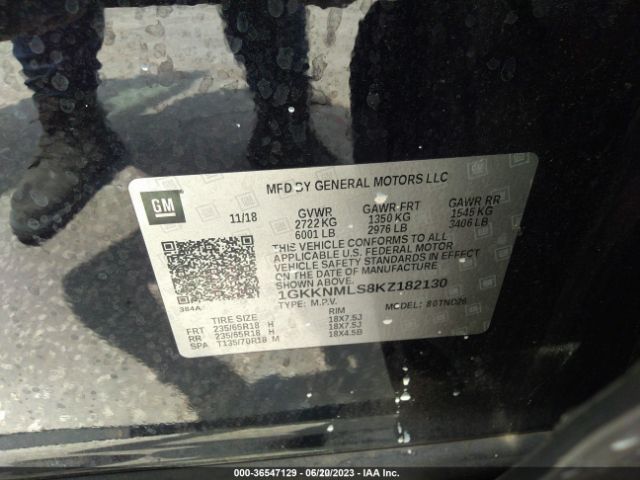 MFD BY GENERAL MOTORS LLC
GM
11/18 GVWR GAWR FRT GAWR RR
2722 KG 1350 KG 1545 KG
6001 LB 2976 LB 3406 LB
THIS VEHICLE CONFORMS TO ALL
APPLICABLE U.S. FEDERAL MOTOR
VEHICLE SAFETY STANDARDS IN EFFECT
ON THE DATE OF MANUFACTURE
SHOWN ABOVE.
1GKKNMLS8KZ182130
TYPE: M.P.V. MODEL: 80TNC26
384A
TIRE SIZE RIM
FRT 235/65R18 H 18X7.5J
RR 235/65R18 H 18X7.5J
SPA T135/70R18 M 18X4.5B
000-36547129 - 06/20/2023 - IAA Inc.